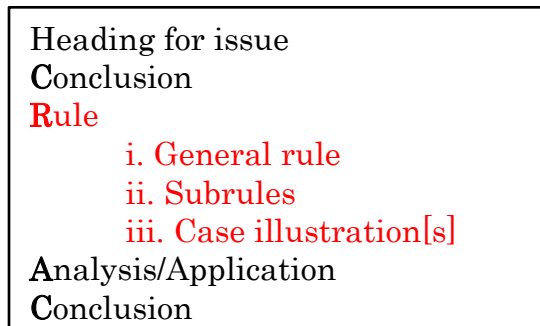 Heading for issue
Conclusion
Rule
i. General rule
ii. Subrules
iii. Case illustration[s]
Analysis/Application
Conclusion